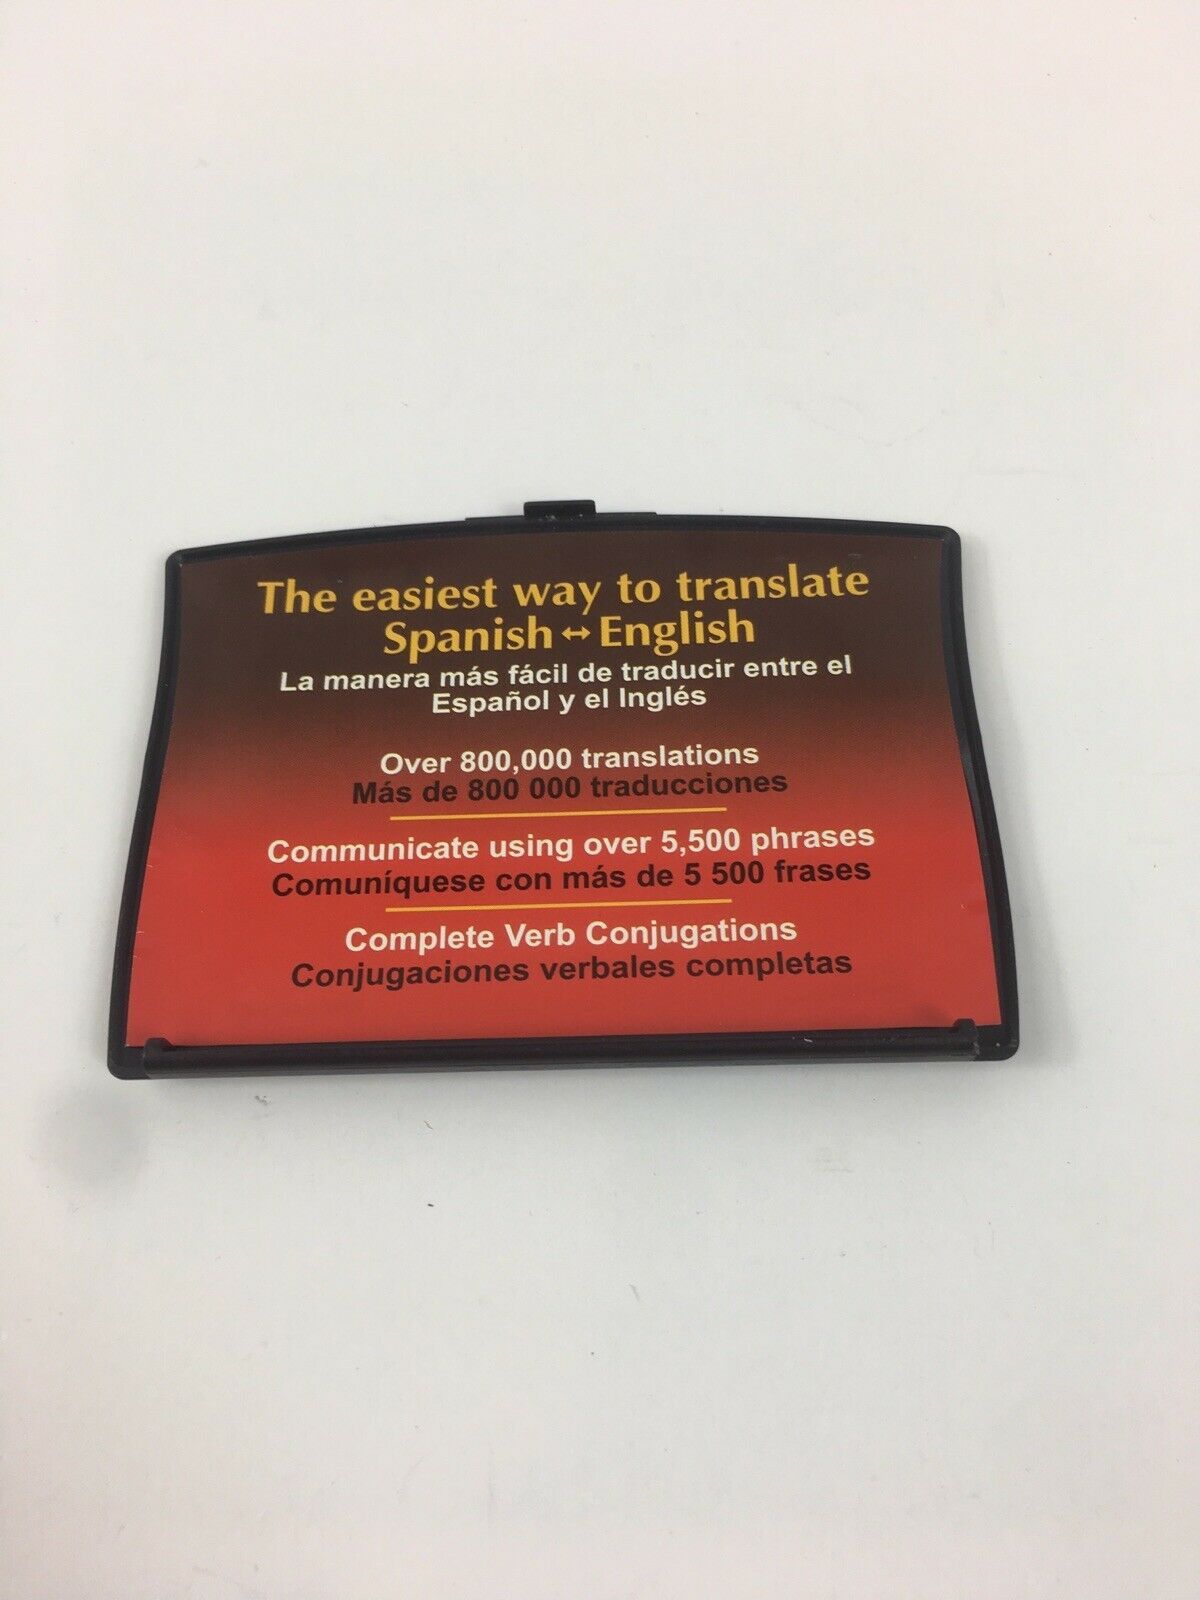 The easiest way to translate
Spanish ↔ English
La manera más fácil de traducir entre el
Español y el Inglés
Over 800,000 translations
Más de 800 000 traducciones
Communicate using over 5,500 phrases
Comuníquese con más de 5 500 frases
Complete Verb Conjugations
Conjugaciones verbales completas